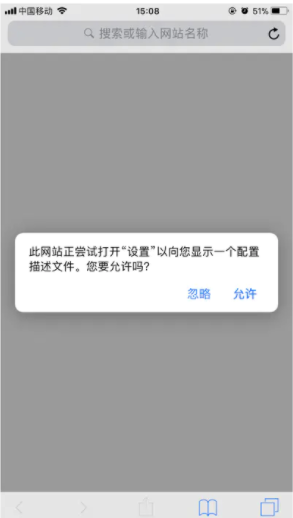 中国移动 15:08 51%
搜索或输入网站名称
此网站正尝试打开“设置”以向您显示一个配置
描述文件。您要允许吗?
忽略 允许